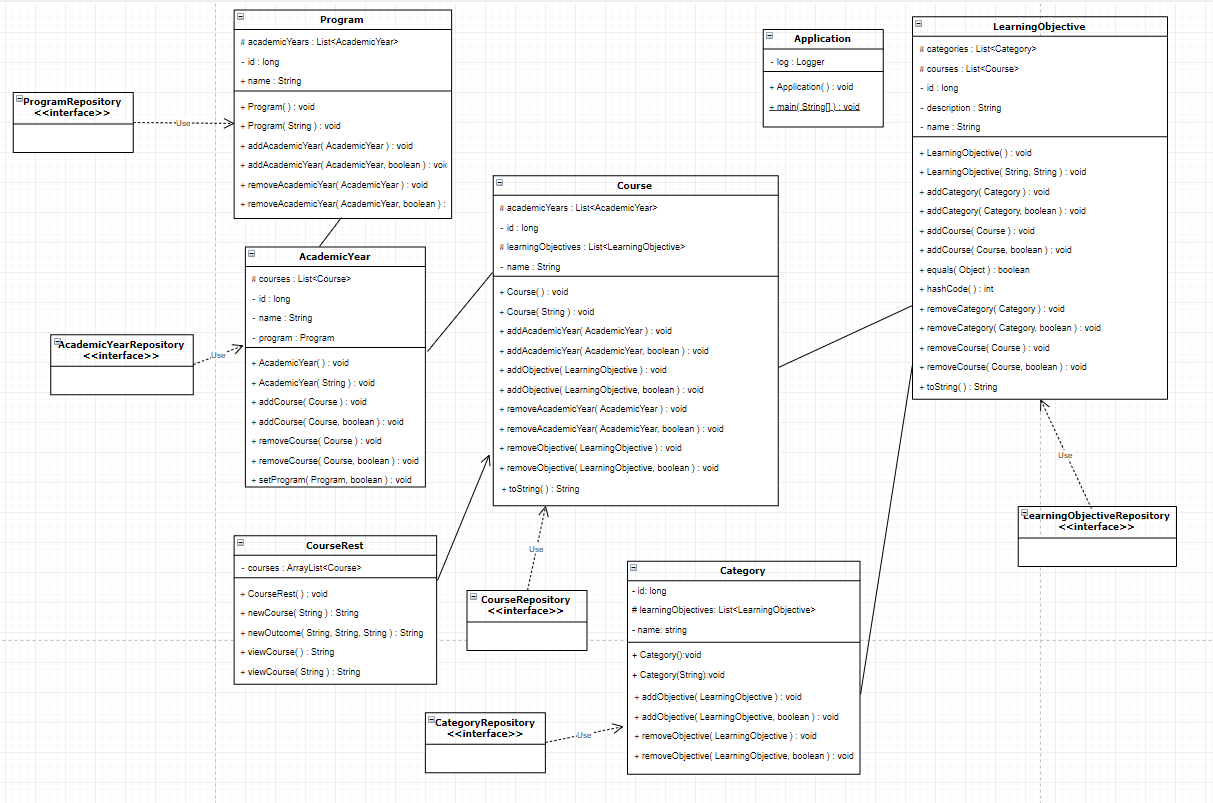 Program
# academicYears : List<AcademicYear>
- id : long
+ name : String
+ Program( ) : void
+ Program( String ) : void
+ addAcademicYear( AcademicYear ) : void
+ addAcademicYear( AcademicYear, boolean ) : void
+ removeAcademicYear( AcademicYear ) : void
+ removeAcademicYear( AcademicYear, boolean ) :
ProgramRepository
<<interface>>
Use
Application
- log : Logger
+ Application( ) : void
+ main( String[] ) : void
LearningObjective
# categories : List<Category>
# courses : List<Course>
- id : long
- description : String
- name : String
+ LearningObjective( ) : void
+ LearningObjective( String, String ) : void
+ addCategory( Category ) : void
+ addCategory( Category, boolean ) : void
+ addCourse( Course ) : void
+ addCourse( Course, boolean ) : void
+ equals( Object ) : boolean
+ hashCode( ) : int
+ removeCategory( Category ) : void
+ removeCategory( Category, boolean ) : void
+ removeCourse( Course ) : void
+ removeCourse( Course, boolean ) : void
+ toString( ) : String
Course
# academicYears : List<AcademicYear>
- id : long
# learningObjectives : List<LearningObjective>
- name : String
+ Course( ) : void
+ Course( String ) : void
+ addAcademicYear( AcademicYear ) : void
+ addAcademicYear( AcademicYear, boolean ) : void
+ addObjective( LearningObjective ) : void
+ addObjective( LearningObjective, boolean ) : void
+ removeAcademicYear( AcademicYear ) : void
+ removeAcademicYear( AcademicYear, boolean ) : void
+ removeObjective( LearningObjective ) : void
+ removeObjective( LearningObjective, boolean ) : void
+ toString( ) : String
AcademicYear
# courses : List<Course>
- id : long
- name : String
- program : Program
+ AcademicYear( ) : void
+ AcademicYear( String ) : void
+ addCourse( Course ) : void
+ addCourse( Course, boolean ) : void
+ removeCourse( Course ) : void
+ removeCourse( Course, boolean ) : void
+ setProgram( Program, boolean ) : void
AcademicYearRepository
<<interface>>
Use
CourseRest
- courses : ArrayList<Course>
+ CourseRest( ) : void
+ newCourse( String ) : String
+ newOutcome( String, String, String ) : String
+ viewCourse( ) : String
+ viewCourse( String ) : String
Use
CourseRepository
<<interface>>
Use
LearningObjectiveRepository
<<interface>>
Category
- id: long
# learningObjectives: List<LearningObjective>
- name: string
+ Category():void
+ Category(String):void
+ addObjective( LearningObjective ) : void
+ addObjective( LearningObjective, boolean ) : void
+ removeObjective( LearningObjective ) : void
+ removeObjective( LearningObjective, boolean ) : void
CategoryRepository
<<interface>>
Use